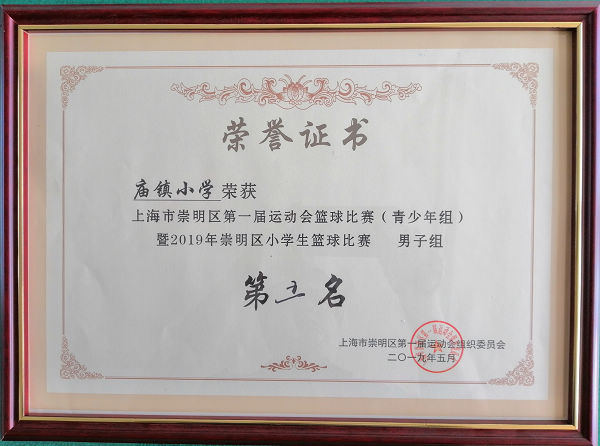 荣誉证书
庙镇小学荣获
上海市崇明区第一届运动会篮球比赛（青少年组）
暨2019年崇明区小学生篮球比赛 男子组
第五名
上海市崇明区第一届运动会组织委员会
二〇一九年五月